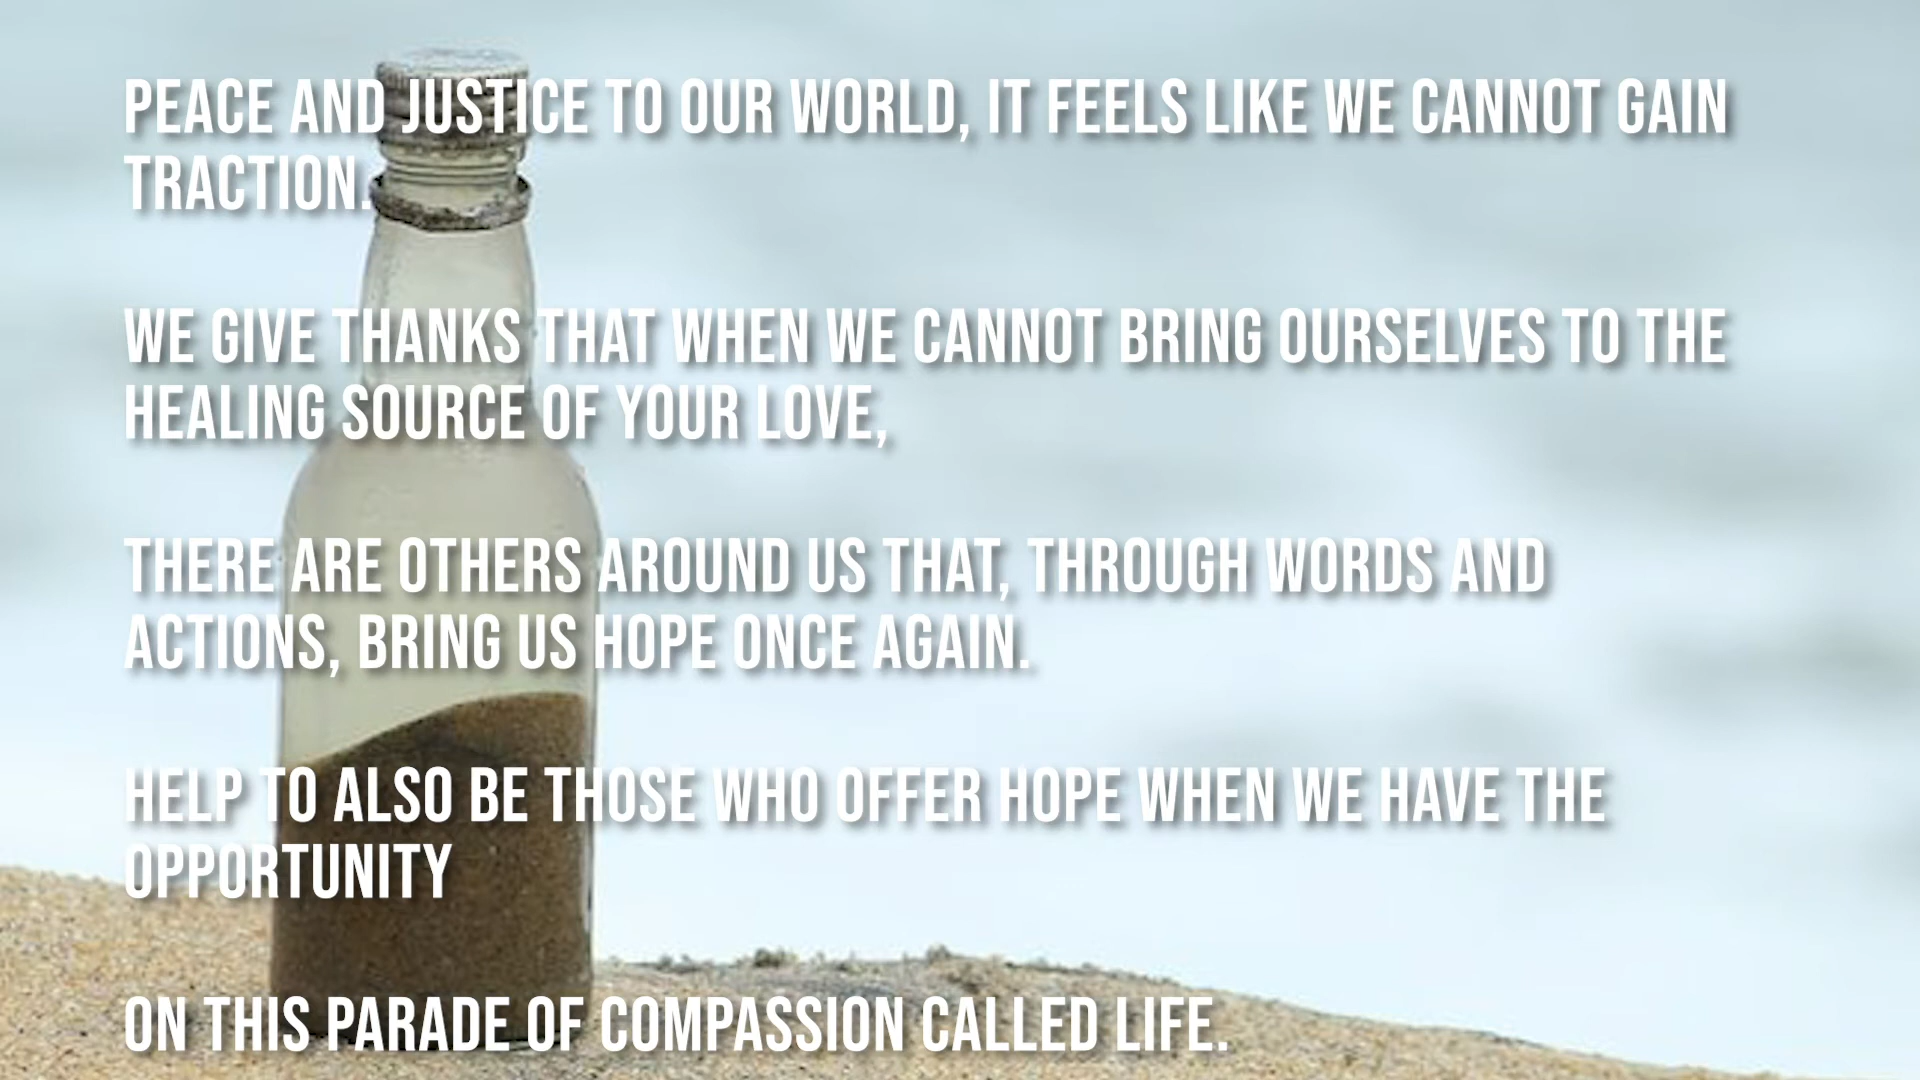 PEACE AND JUSTICE TO OUR WORLD, IT FEELS LIKE WE CANNOT GAIN
TRACTION.
WE GIVE THANKS THAT WHEN WE CANNOT BRING OURSELVES TO THE
HEALING SOURCE OF YOUR LOVE,
THERE ARE OTHERS AROUND US THAT, THROUGH WORDS AND
ACTIONS, BRING US HOPE ONCE AGAIN.
HELP TO ALSO BE THOSE WHO OFFER HOPE WHEN WE HAVE THE
OPPORTUNITY
ON THIS PARADE OF COMPASSION CALLED LIFE.